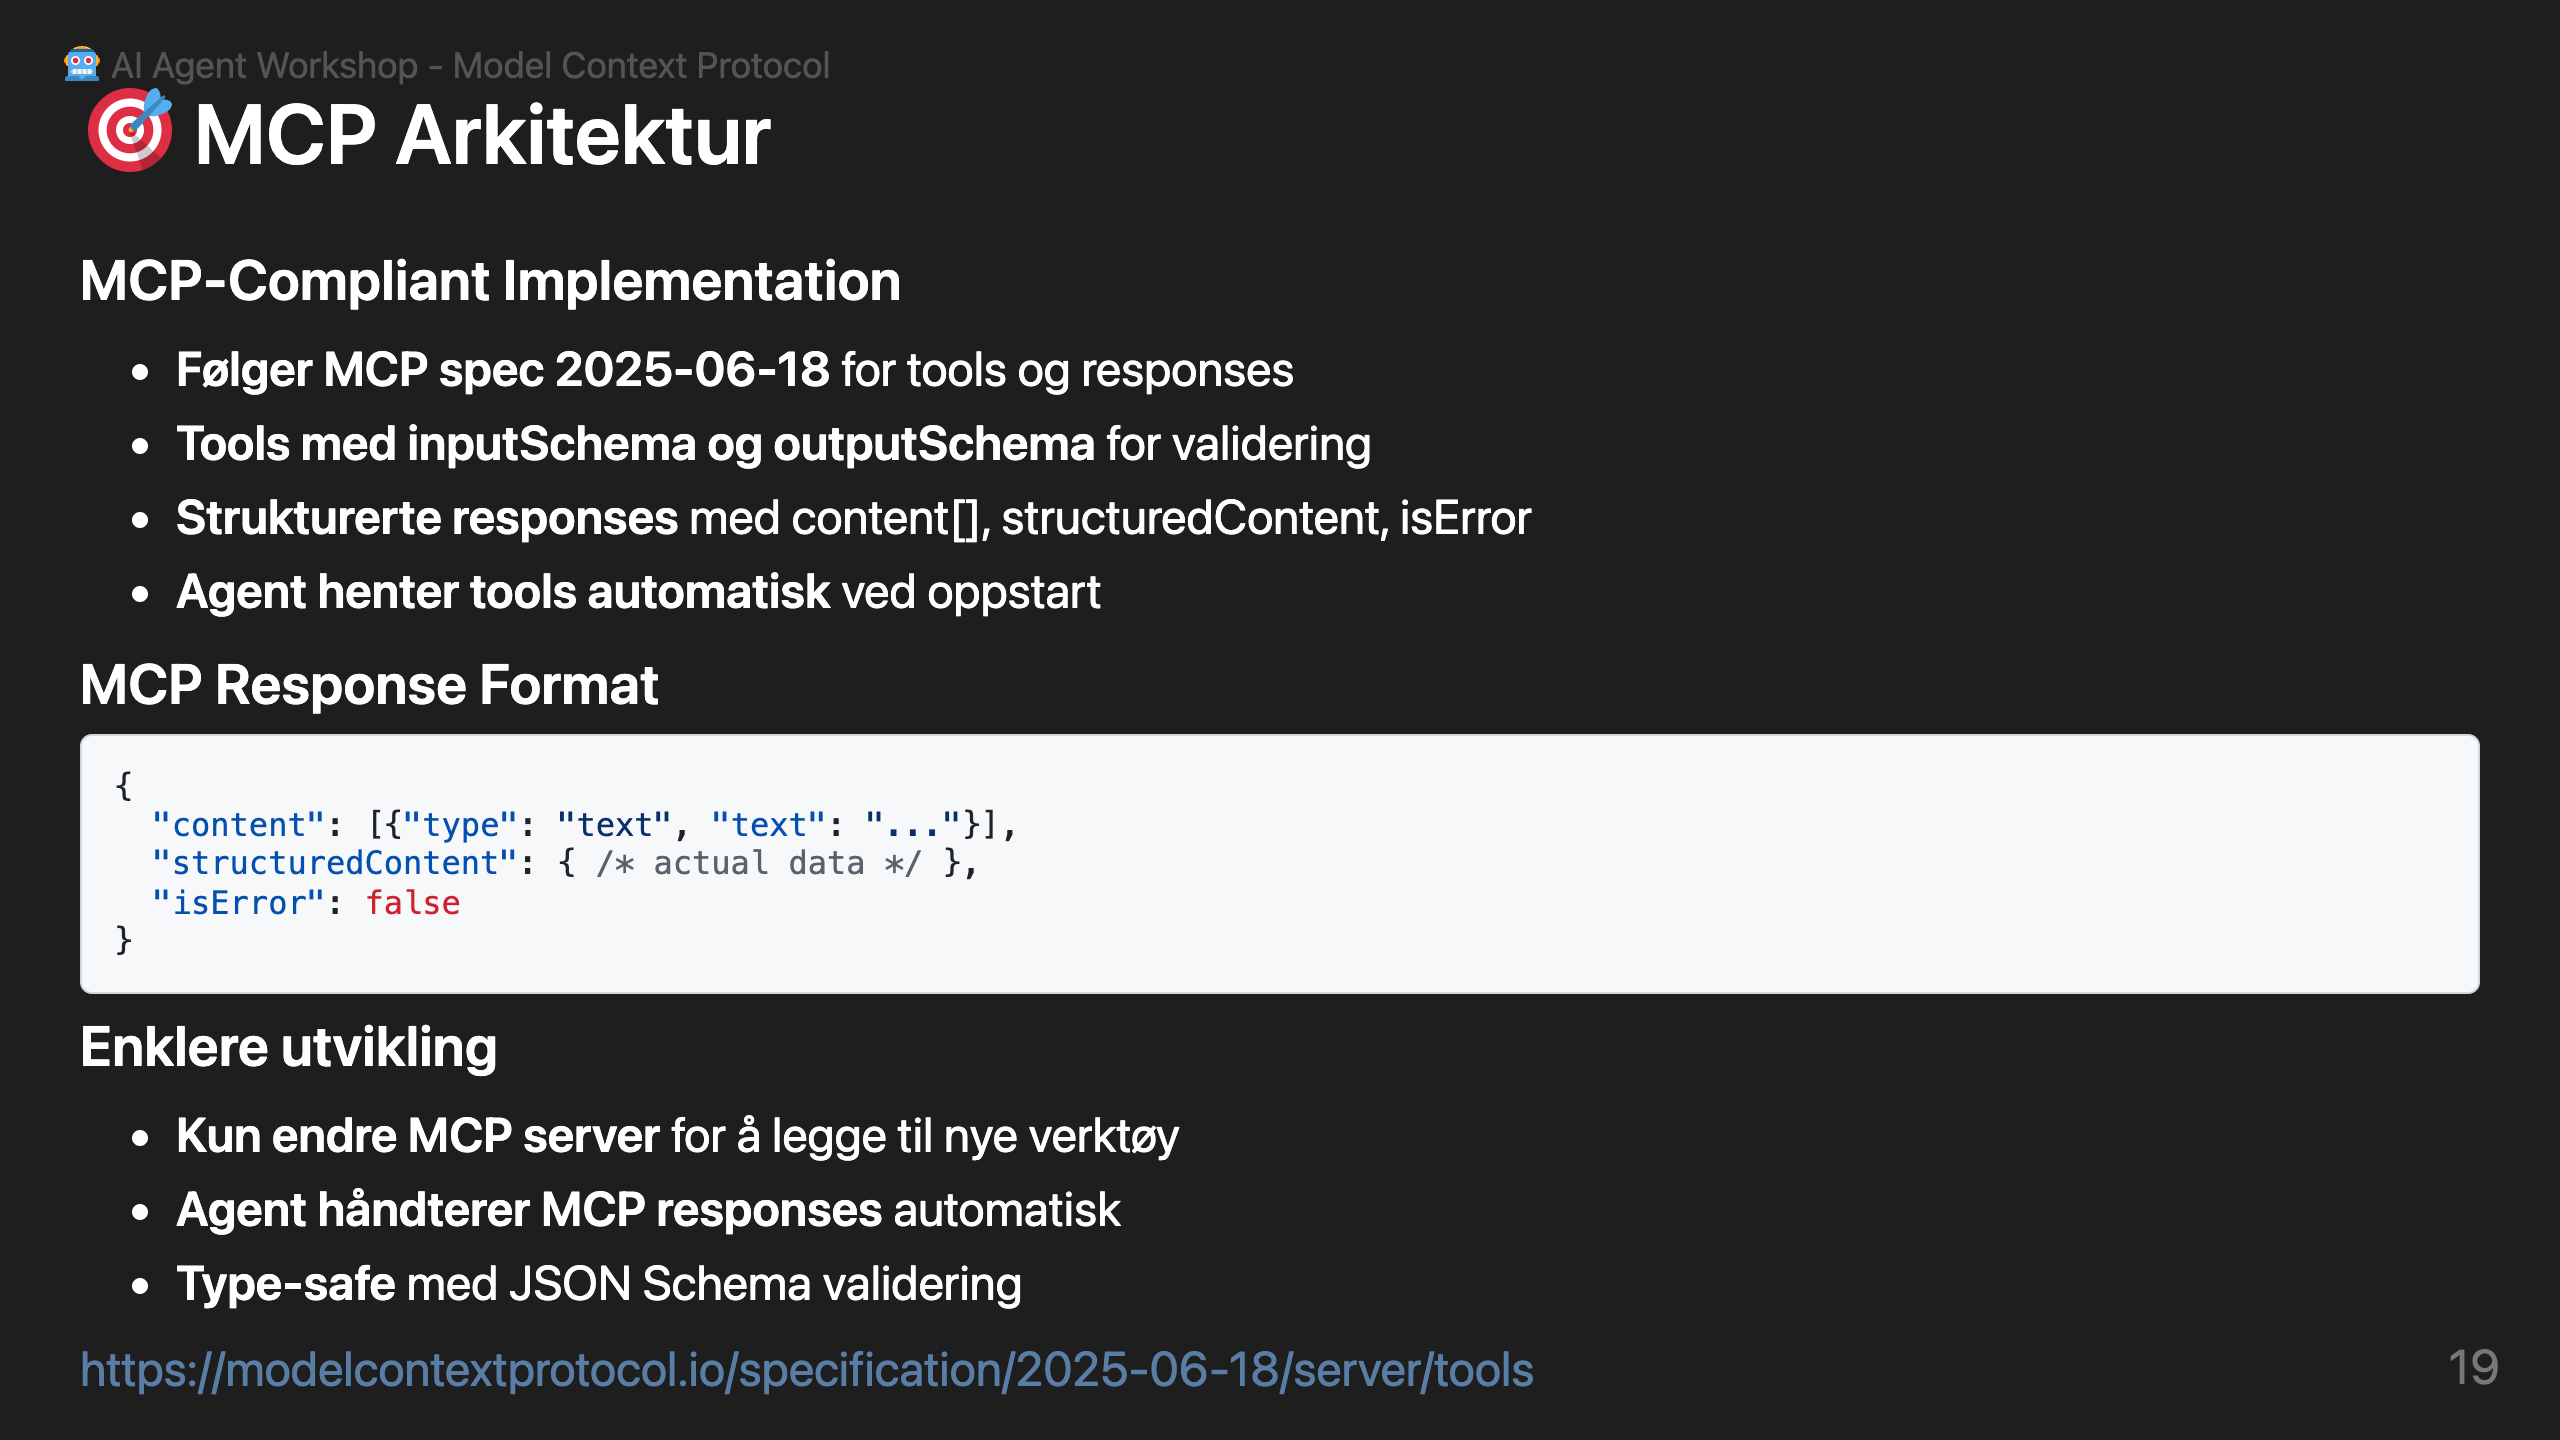 AI Agent Workshop - Model Context Protocol
MCP Arkitektur
MCP-Compliant Implementation
• Følger MCP spec 2025-06-18 for tools og responses
• Tools med inputSchema og outputSchema for validering
• Strukturerte responses med content[], structuredContent, isError
• Agent henter tools automatisk ved oppstart
MCP Response Format
{
  "content": [{"type": "text", "text": "..."}],
  "structuredContent": { /* actual data */ },
  "isError": false
}
Enklere utvikling
• Kun endre MCP server for å legge til nye verktøy
• Agent håndterer MCP responses automatisk
• Type-safe med JSON Schema validering
https://modelcontextprotocol.io/specification/2025-06-18/server/tools
19